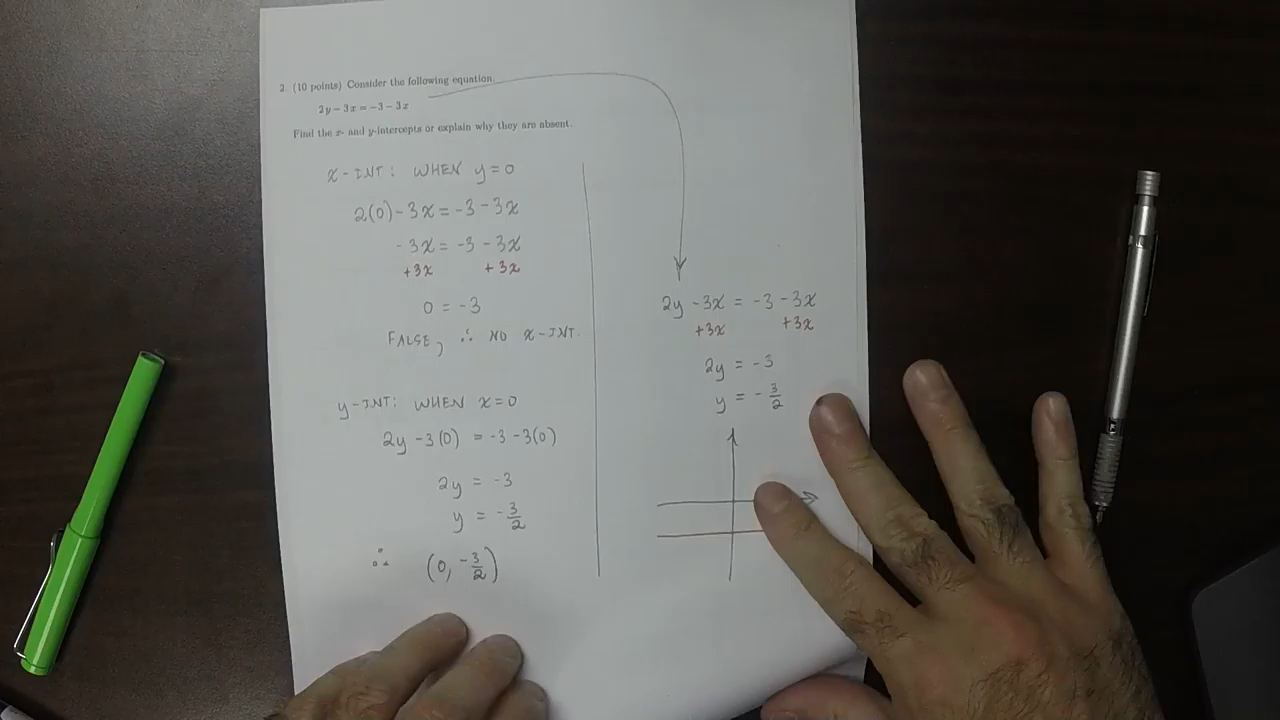 2. (10 points) Consider the following equation.
2y − 3x = −3 − 3x
Find the x- and y-intercepts or explain why they are absent.
x-INT: WHEN y=0
2(0) - 3x = -3 - 3x
-3x = -3 - 3x
+3x +3x
0 = -3
FALSE, ∴ NO x-INT.
y-INT: WHEN x=0
2y - 3(0) = -3 - 3(0)
2y = -3
y = -3/2
∴ (0, -3/2)
2y - 3x = -3 - 3x
+3x +3x
2y = -3
y = -3/2